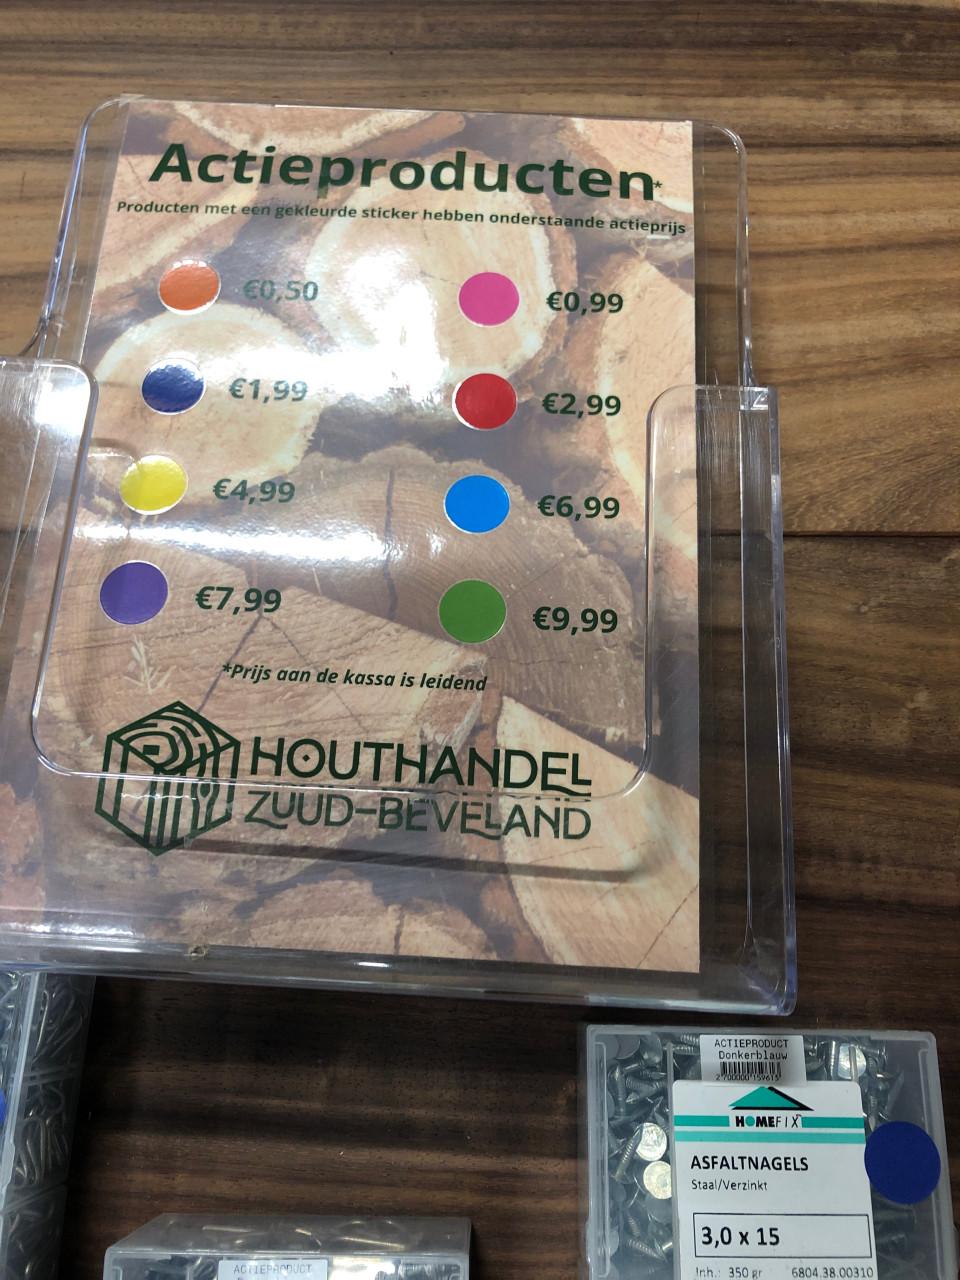 Actieproducten*
Producten met een gekleurde sticker hebben onderstaande actieprijs
€0,50 €0,99
€1,99 €2,99
€4,99 €6,99
€7,99 €9,99
*Prijs aan de kassa is leidend
HOUTHANDEL
ZUUD-BEVELAND
ACTIEPRODUCT
Donkerblauw
HOMEFIX
ASFALTNAGELS
Staal/Verzinkt
3,0 x 15
Inh.: 350 gr 6804.38.00310
ACTIEPRODUCT